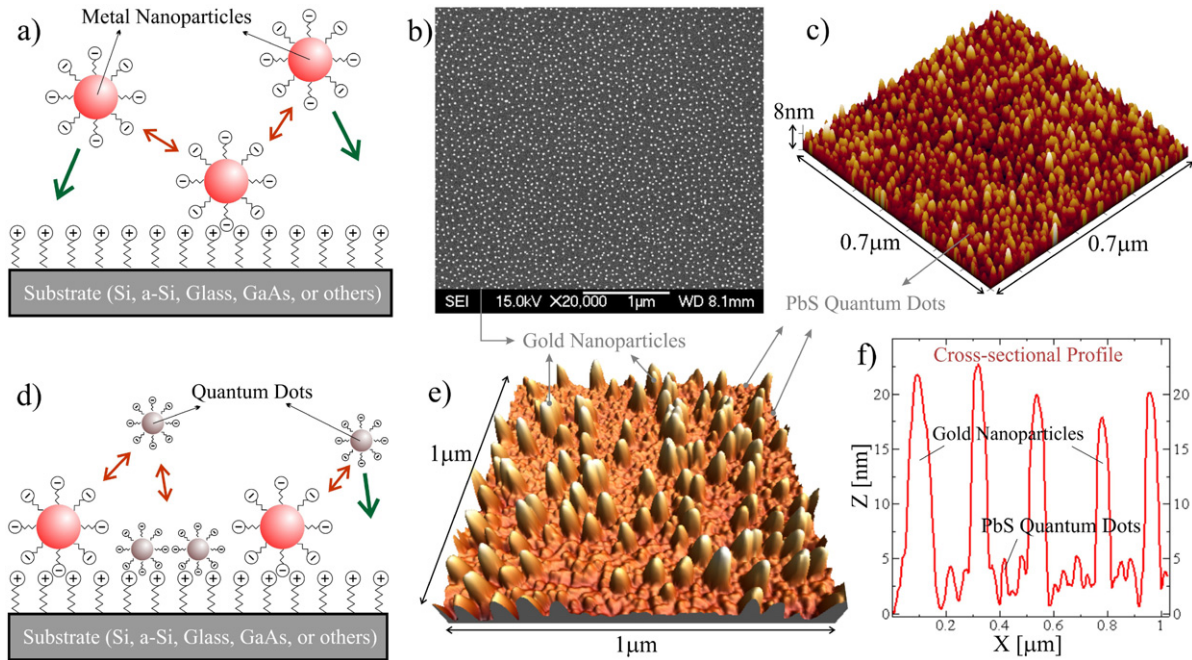 a)
Metal Nanoparticles
+ + + + + + + + + + + + +
Substrate (Si, a-Si, Glass, GaAs, or others)
b)
SEI 15.0kV X20,000 1μm WD 8.1mm
c)
8nm
0.7μm
0.7μm
PbS Quantum Dots
Gold Nanoparticles
d)
Quantum Dots
+ + + + + + + + + + + + +
Substrate (Si, a-Si, Glass, GaAs, or others)
e)
1μm
1μm
f)
Cross-sectional Profile
Gold Nanoparticles
PbS Quantum Dots
Z [nm]
20
15
10
5
0
20
15
10
5
0
0.2 0.4 0.6 0.8 1
X [μm]